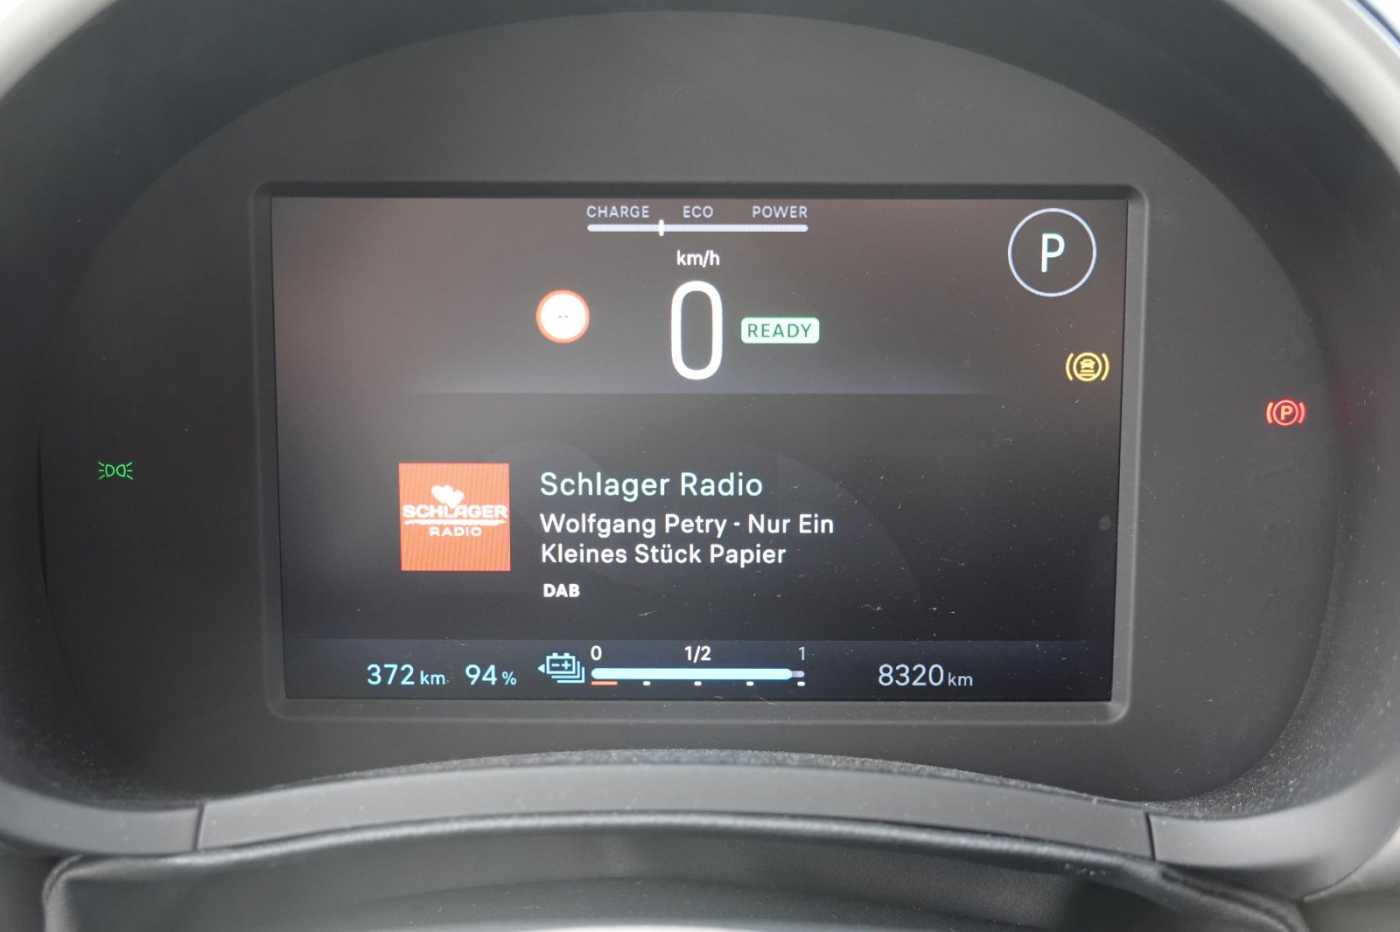 CHARGE ECO POWER
km/h
P
--
0
READY
P
SCHLAGER
RADIO
Schlager Radio
Wolfgang Petry · Nur Ein
Kleines Stück Papier
DAB
0 1/2 1
372 km 94 %
8320 km